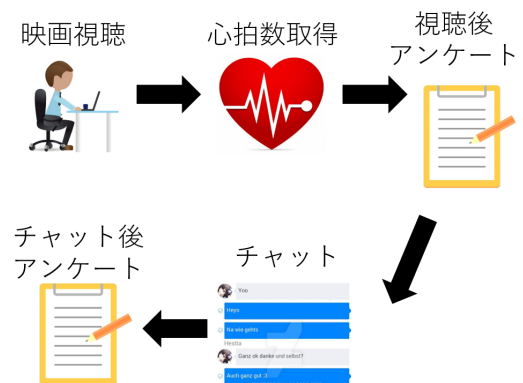 映画視聴
心拍数取得
視聴後
アンケート
チャット後
アンケート
チャット
Yoo
Heyo
Na wie gehts
Hestia
Ganz ok danke und selbst?
Auch ganz gut :3